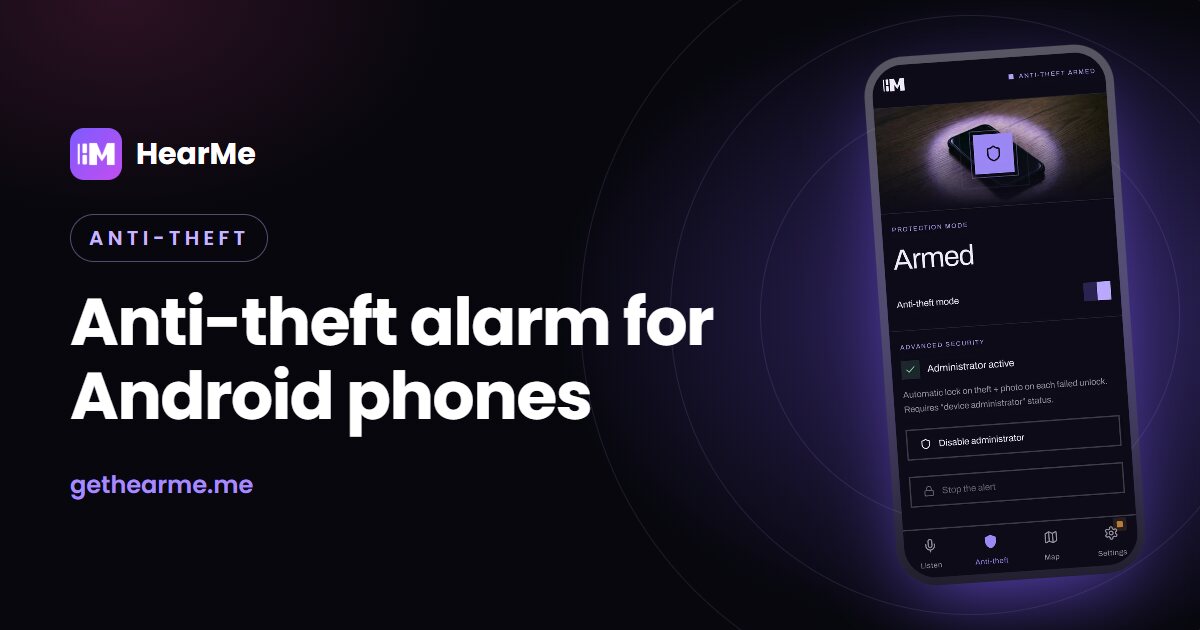 HM
HearMe
ANTI-THEFT
Anti-theft alarm for
Android phones
gethearme.me
HM
ANTI-THEFT ARMED
PROTECTION MODE
Armed
Anti-theft mode
ADVANCED SECURITY
Administrator active
Automatic lock on theft + photo on each failed unlock.
Requires "device administrator" status.
Disable administrator
Stop the alert
Listen
Anti-theft
Map
Settings